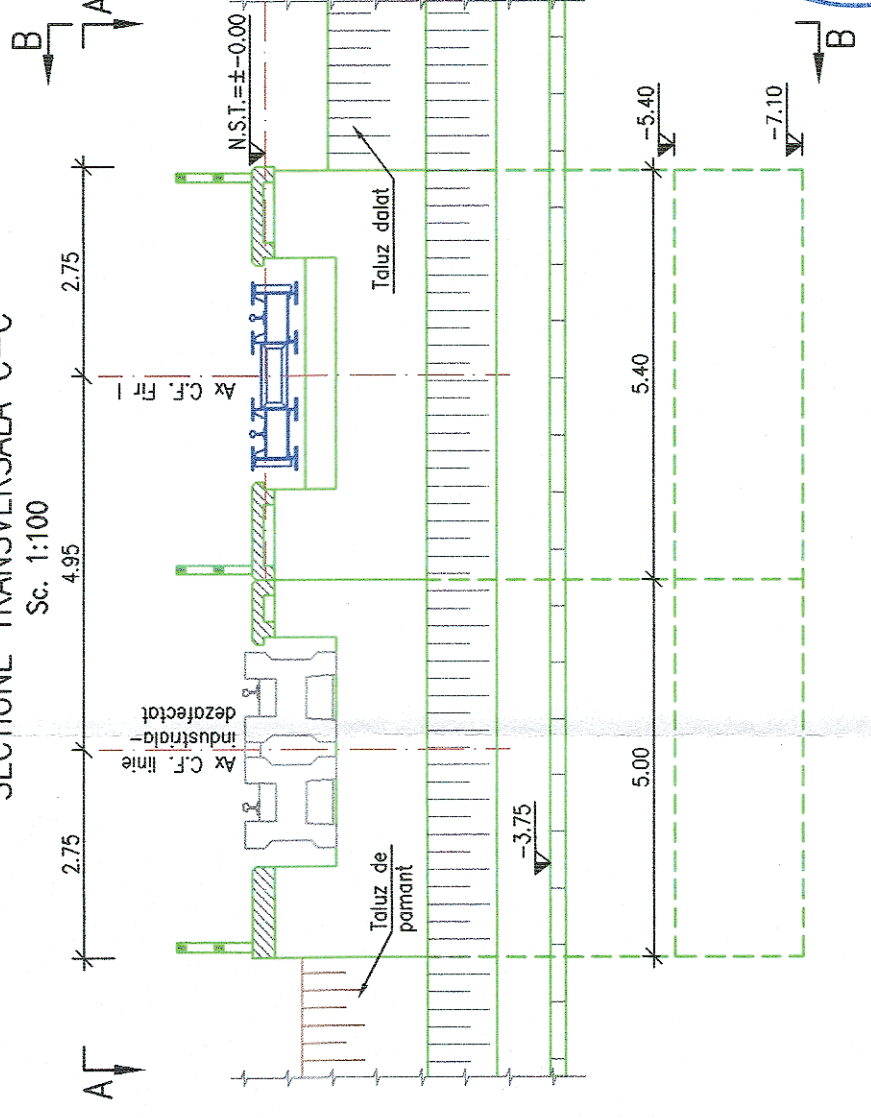 SECTIUNE TRANSVERSALA C-C
Sc. 1:100
B
A
A
B
2.75
4.95
2.75
N.S.T.=±-0.00
Ax C.F. linie
industriala-
dezafectat
Ax C.F. Fir I
Taluz de
pamant
Taluz dalat
-3.75
-5.40
-7.10
5.00
5.40